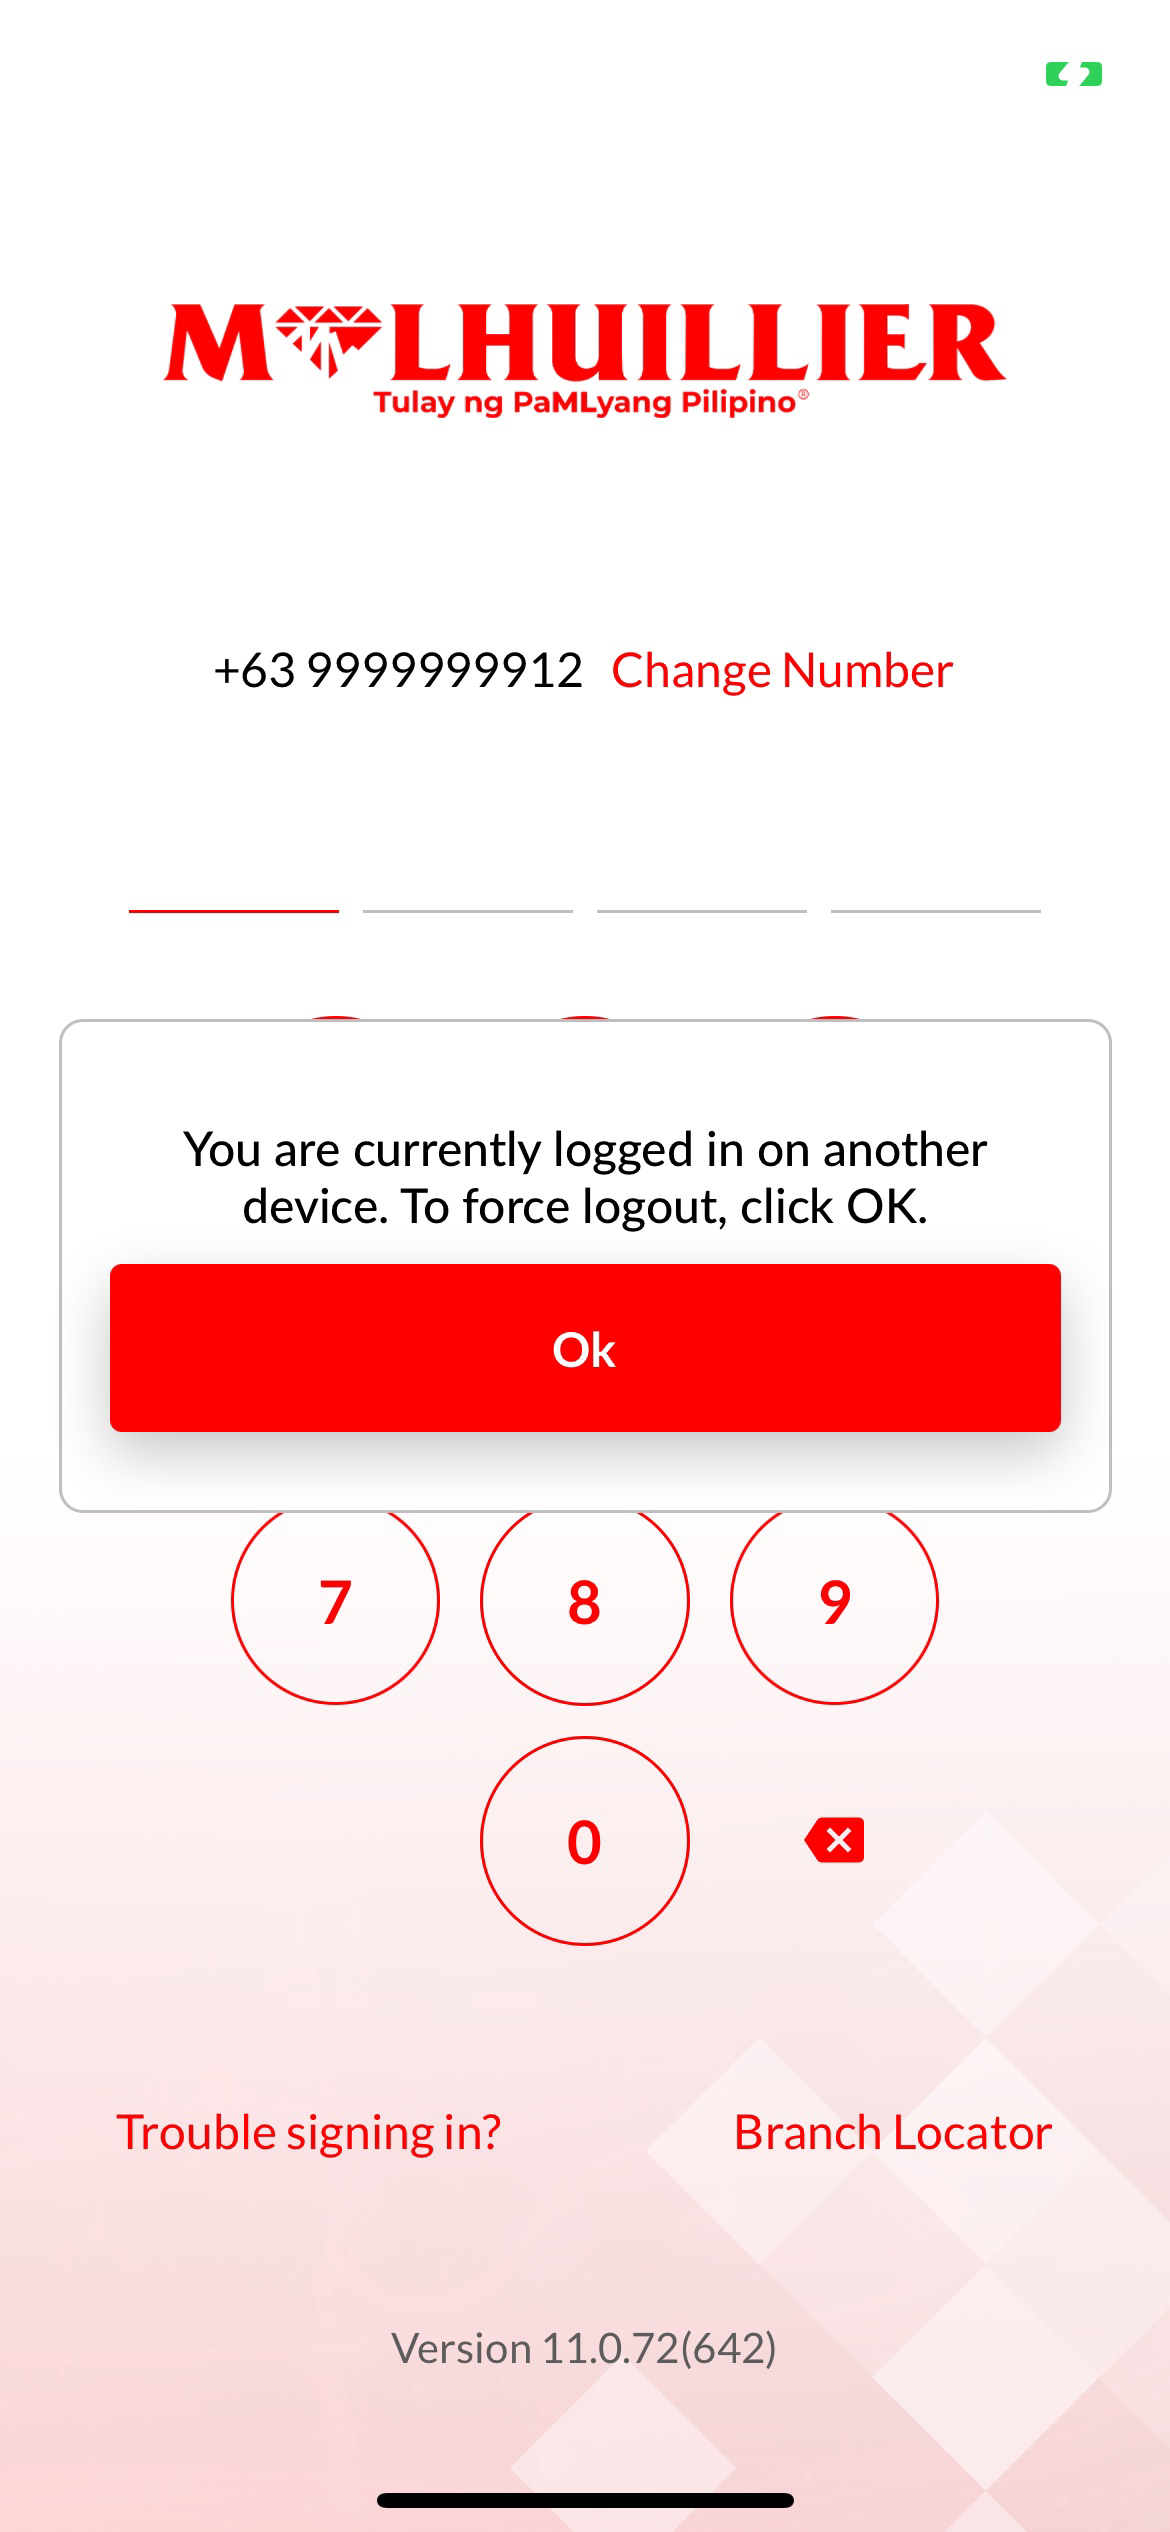 M LHUILLIER
Tulay ng PaMLyang Pilipino®
+63 9999999912 Change Number
You are currently logged in on another
device. To force logout, click OK.
Ok
7 8 9
0
Trouble signing in? Branch Locator
Version 11.0.72(642)